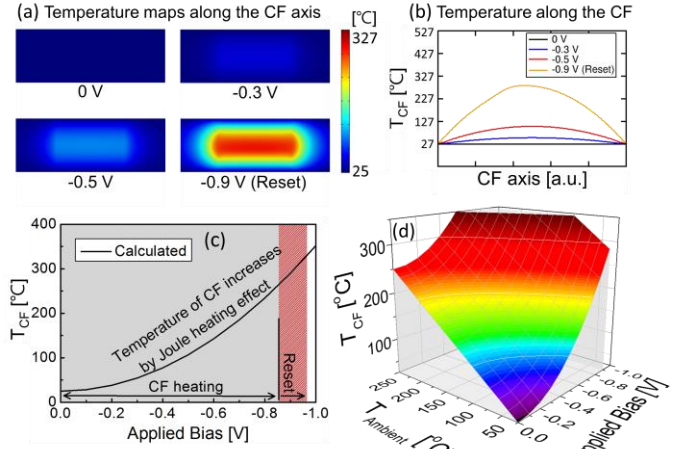 (a) Temperature maps along the CF axis
[℃]
327
25
0 V
-0.3 V
-0.5 V
-0.9 V (Reset)
(b) Temperature along the CF
527
427
327
227
127
27
T_CF [℃]
0 V
-0.3 V
-0.5 V
-0.9 V (Reset)
CF axis [a.u.]
(c)
400
300
200
100
0
T_CF [℃]
Calculated
Temperature of CF increases
by Joule heating effect
CF heating
Reset
0.0 -0.2 -0.4 -0.6 -0.8 -1.0
Applied Bias [V]
(d)
300
200
100
T_CF [°C]
250
200
150
100
50
T_Ambient
0.0
-0.2
-0.4
-0.6
-0.8
-1.0
Bias [V]